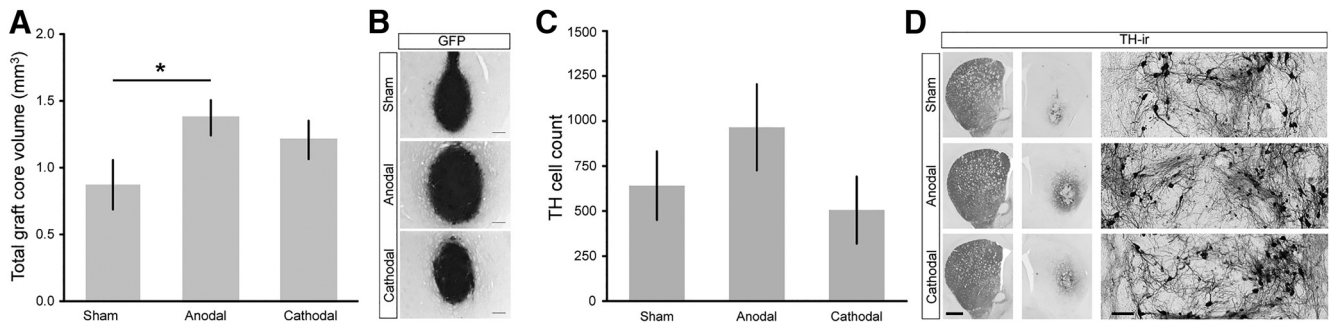 A
Total graft core volume (mm³)
2.0
1.5
1.0
0.5
0.0
*
Sham
Anodal
Cathodal
B
GFP
Sham
Anodal
Cathodal
C
TH cell count
1500
1250
1000
750
500
250
0
Sham
Anodal
Cathodal
D
TH-ir
Sham
Anodal
Cathodal